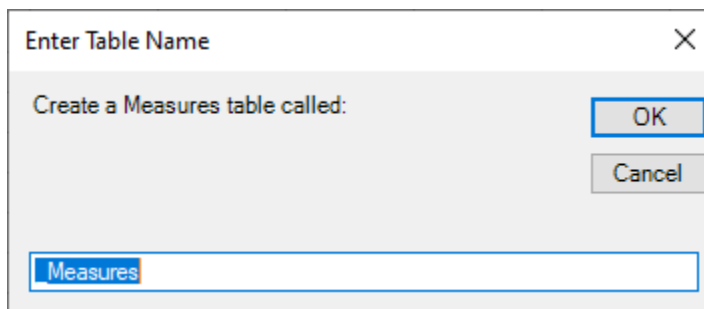 Enter Table Name
Create a Measures table called:
OK
Cancel
_Measures